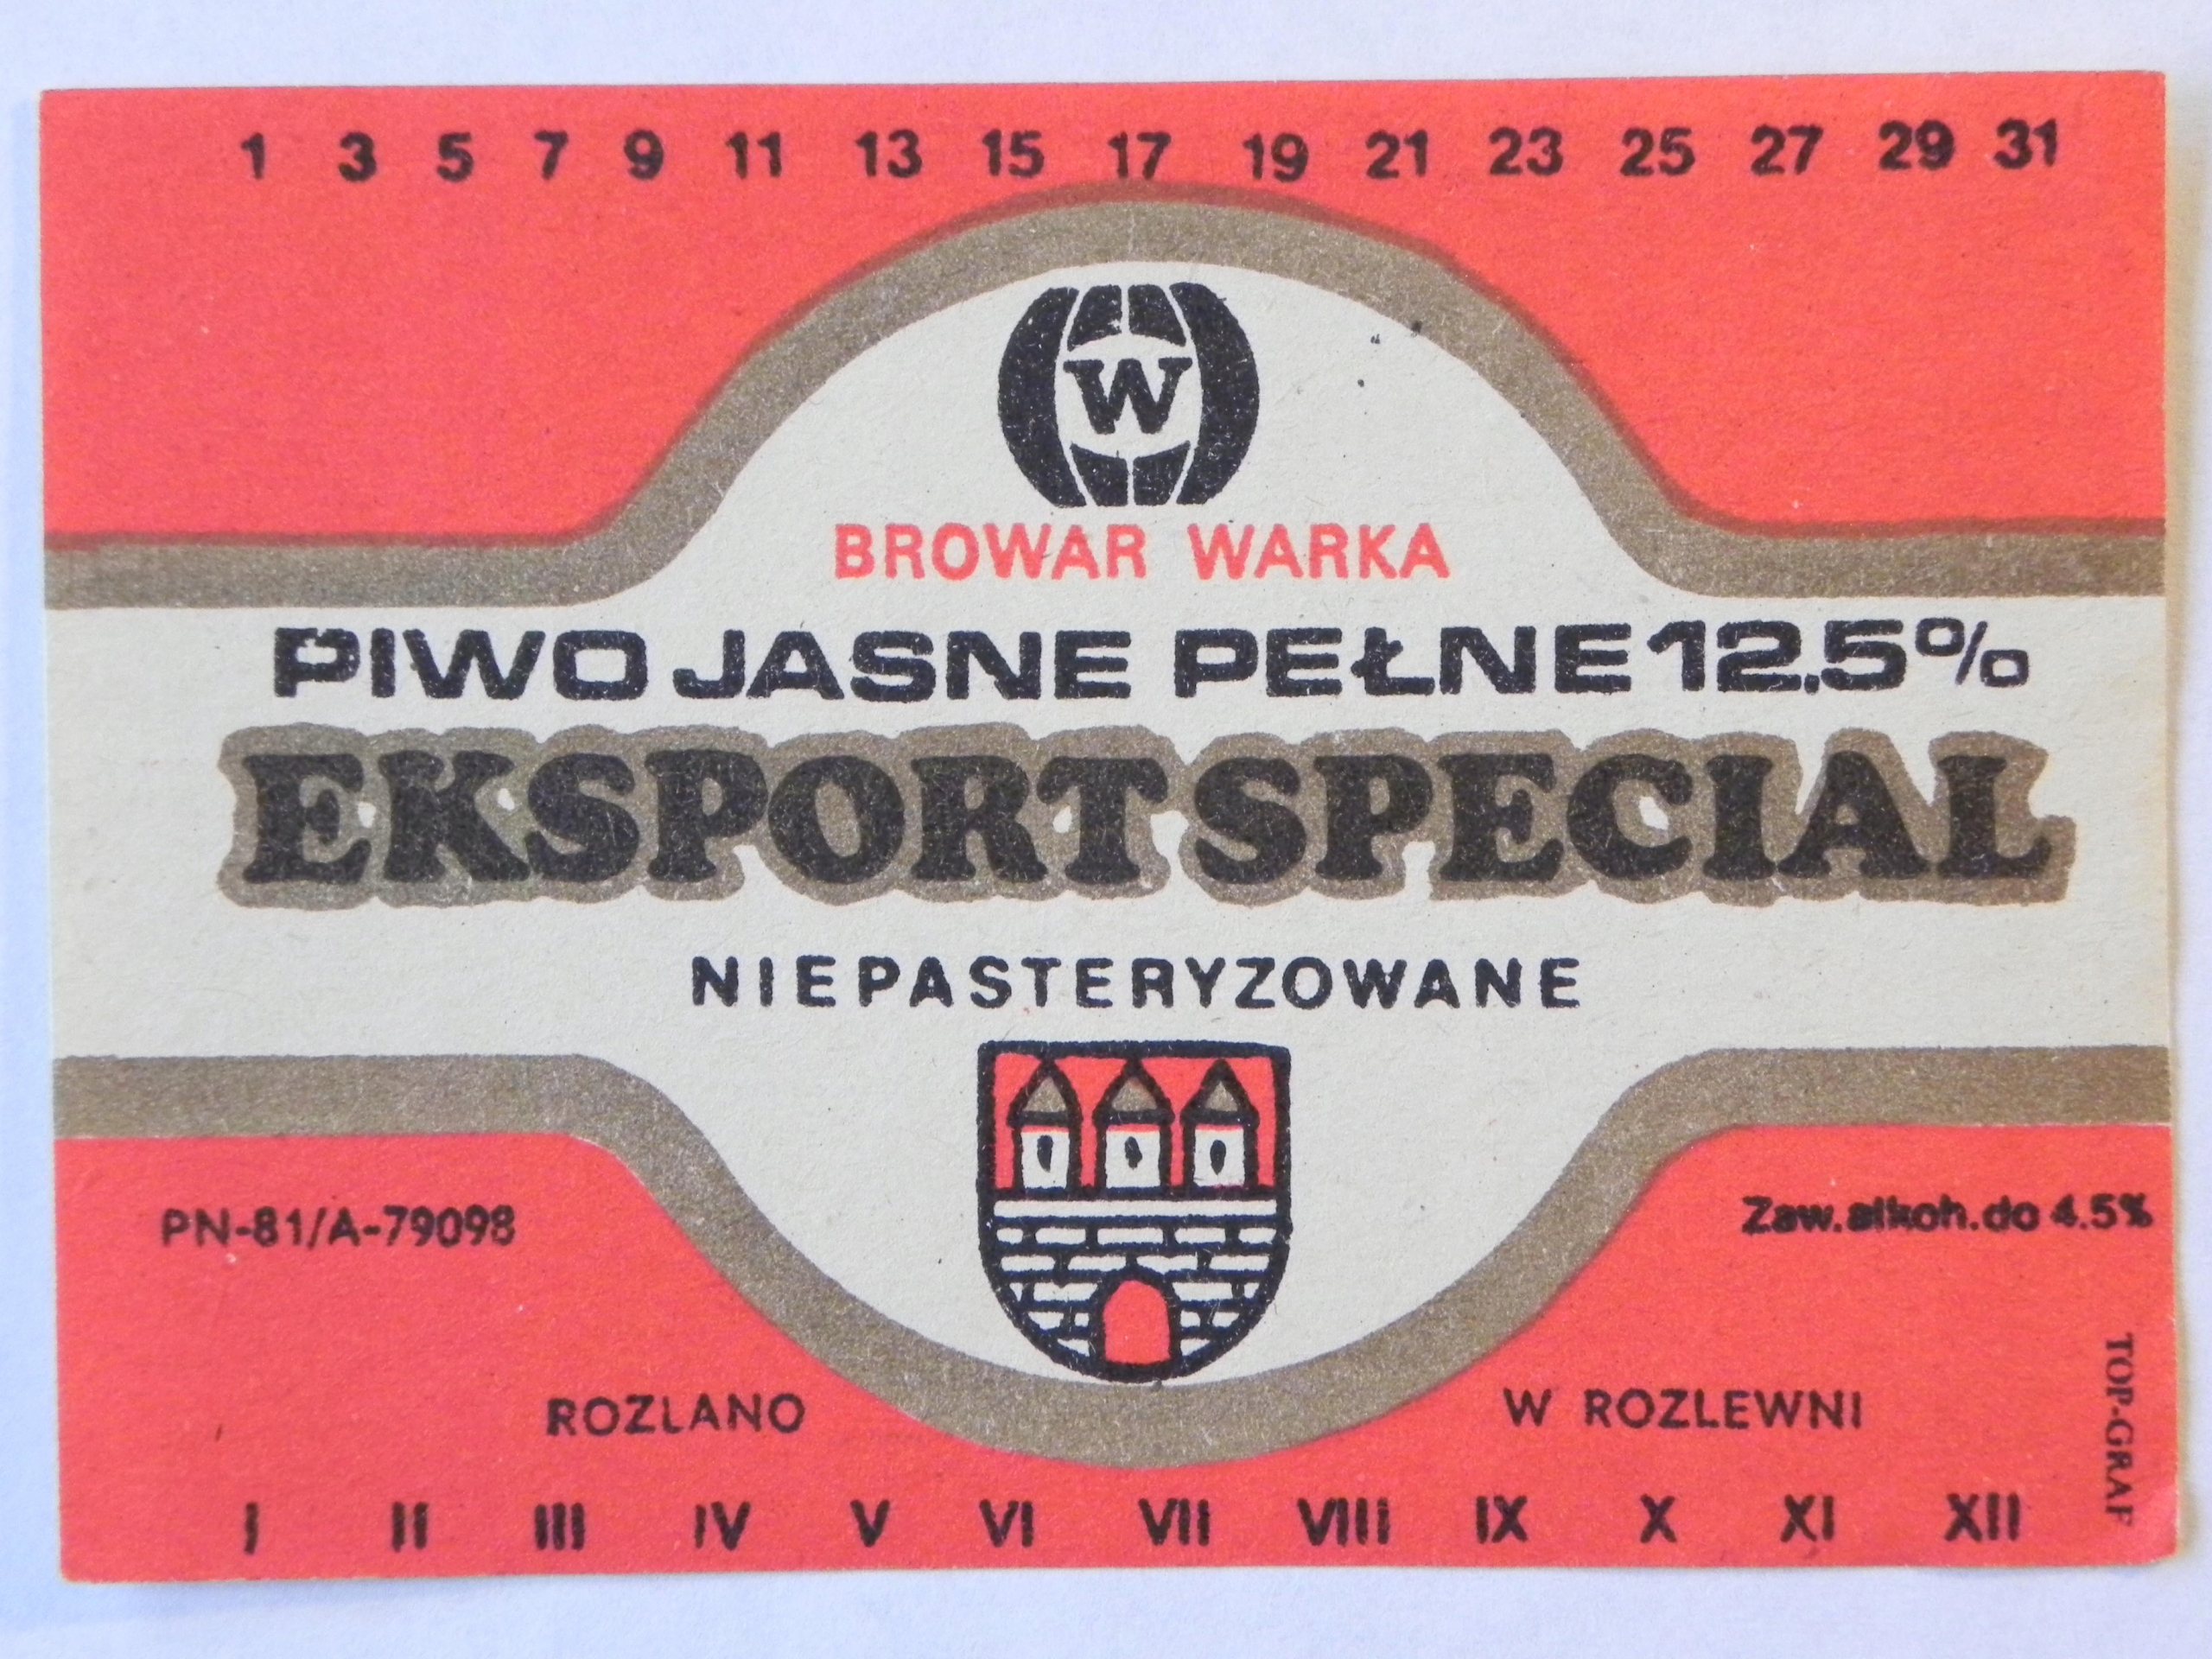 1 3 5 7 9 11 13 15 17 19 21 23 25 27 29 31
W
BROWAR WARKA
PIWO JASNE PEŁNE 12,5%
EKSPORT SPECIAL
NIEPASTERYZOWANE
PN-81/A-79098
Zaw.alkoh.do 4.5%
ROZLANO
W ROZLEWNI
TOP-GRAF
I II III IV V VI VII VIII IX X XI XII